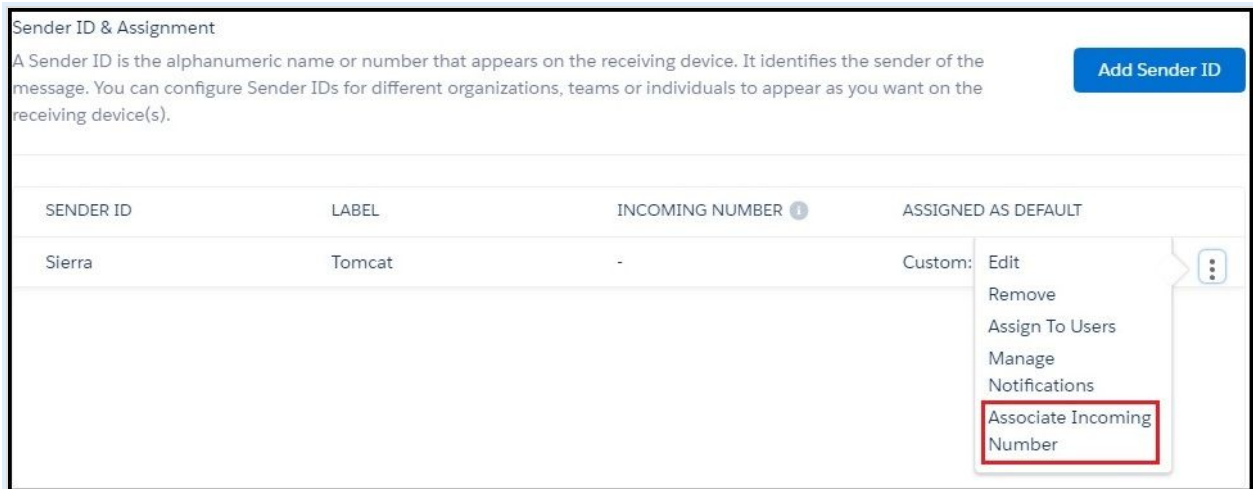 Sender ID & Assignment
A Sender ID is the alphanumeric name or number that appears on the receiving device. It identifies the sender of the
message. You can configure Sender IDs for different organizations, teams or individuals to appear as you want on the
receiving device(s).
Add Sender ID
SENDER ID LABEL INCOMING NUMBER i ASSIGNED AS DEFAULT
Sierra Tomcat - Custom:
Edit
Remove
Assign To Users
Manage
Notifications
Associate Incoming
Number